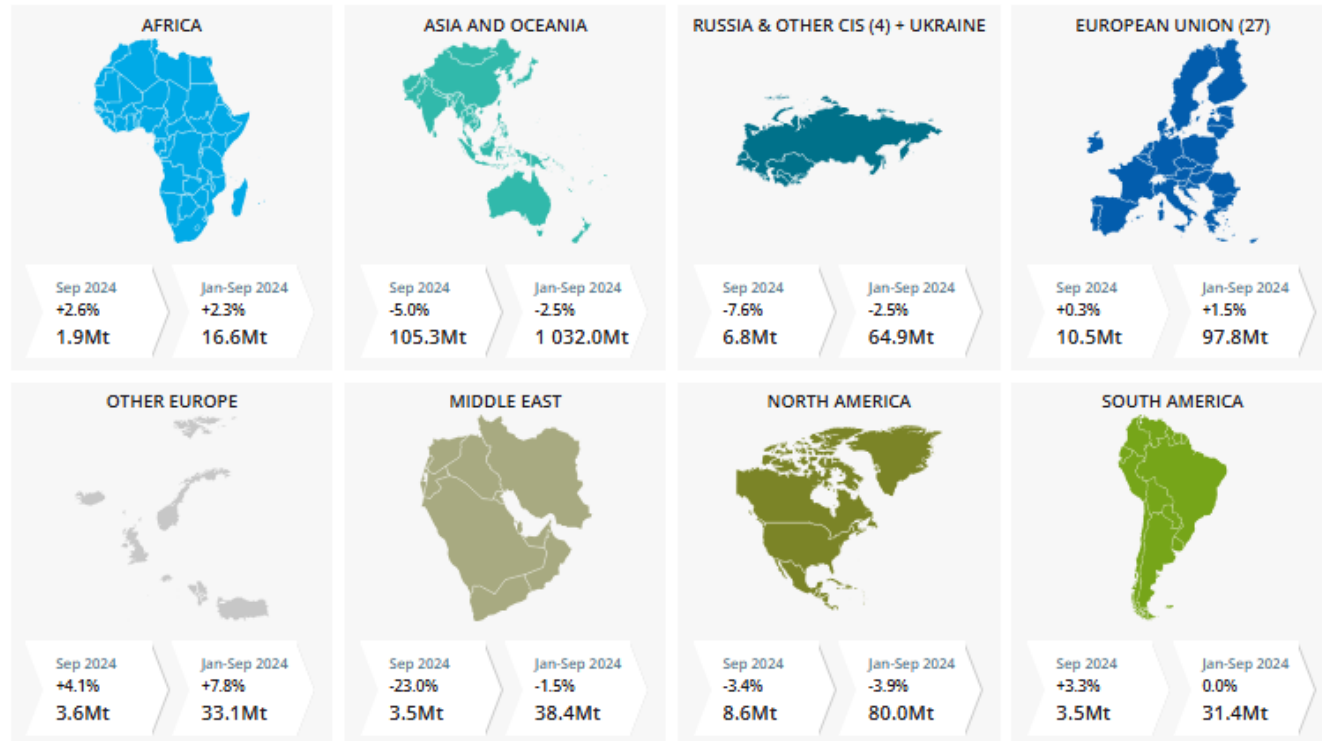 AFRICA
Sep 2024
+2.6%
1.9Mt
Jan-Sep 2024
+2.3%
16.6Mt
ASIA AND OCEANIA
Sep 2024
-5.0%
105.3Mt
Jan-Sep 2024
-2.5%
1 032.0Mt
RUSSIA & OTHER CIS (4) + UKRAINE
Sep 2024
-7.6%
6.8Mt
Jan-Sep 2024
-2.5%
64.9Mt
EUROPEAN UNION (27)
Sep 2024
+0.3%
10.5Mt
Jan-Sep 2024
+1.5%
97.8Mt
OTHER EUROPE
Sep 2024
+4.1%
3.6Mt
Jan-Sep 2024
+7.8%
33.1Mt
MIDDLE EAST
Sep 2024
-23.0%
3.5Mt
Jan-Sep 2024
-1.5%
38.4Mt
NORTH AMERICA
Sep 2024
-3.4%
8.6Mt
Jan-Sep 2024
-3.9%
80.0Mt
SOUTH AMERICA
Sep 2024
+3.3%
3.5Mt
Jan-Sep 2024
0.0%
31.4Mt